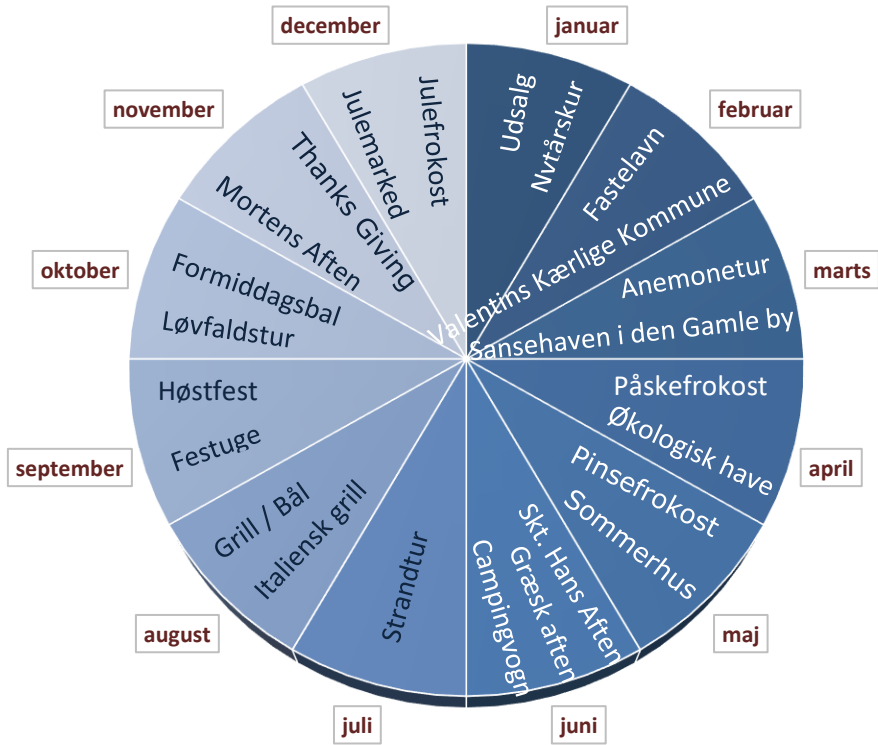 januar
Udsalg
Nytårskur
februar
Fastelavn
Valentins Kærlige Kommune
marts
Anemonetur
Sansehaven i den Gamle by
april
Påskefrokost
Økologisk have
maj
Pinsefrokost
Sommerhus
juni
Skt. Hans Aften
Græsk aften
Campingvogn
juli
Strandtur
august
Grill / Bål
Italiensk grill
september
Høstfest
Festuge
oktober
Formiddagsbal
Løvfaldstur
november
Mortens Aften
Thanks Giving
december
Julemarked
Julefrokost